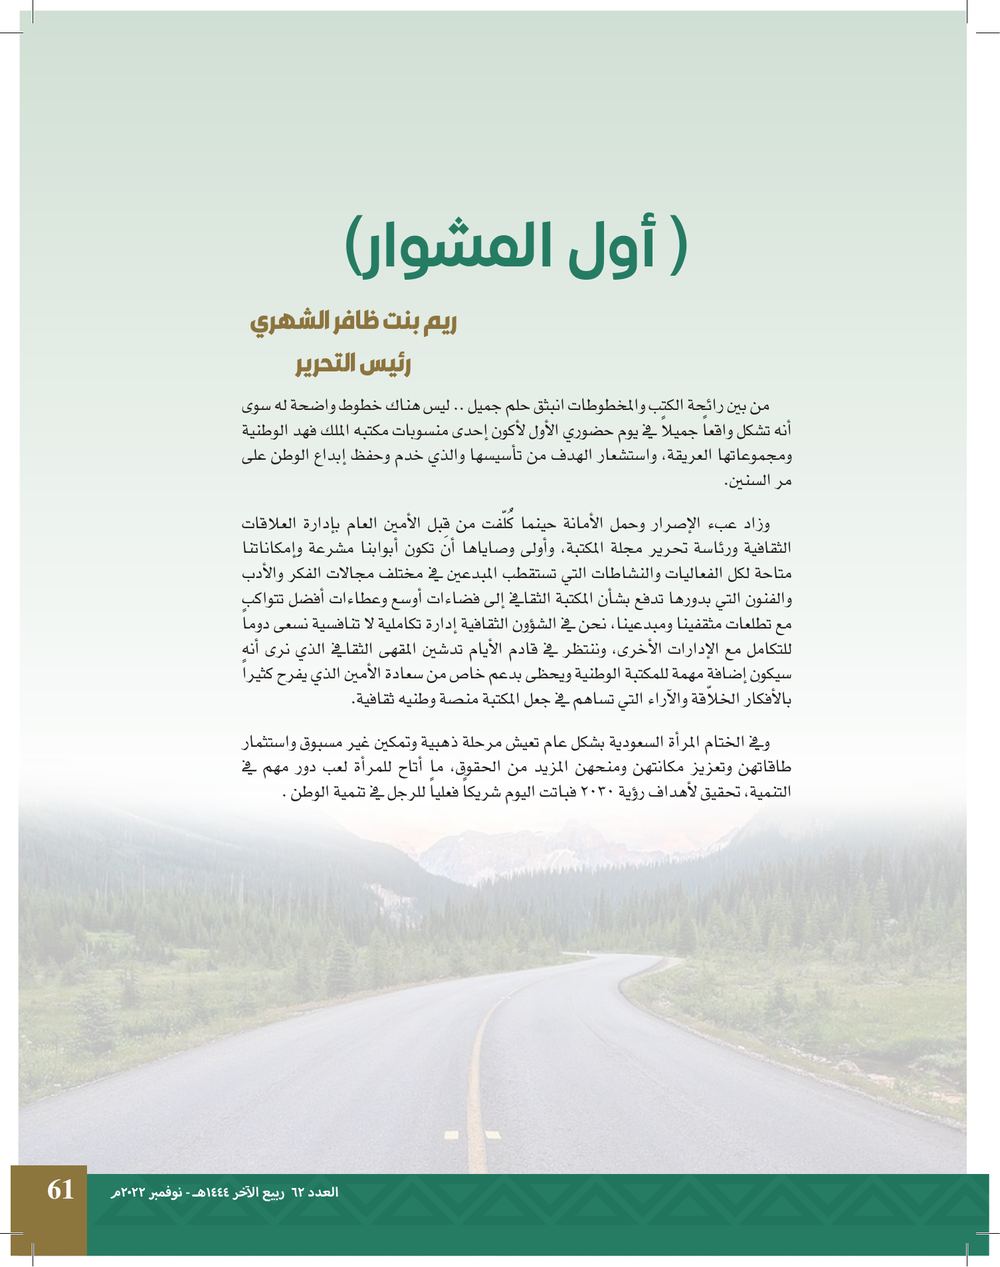 ( أول المشوار)
ريم بنت ظافر الشهري
رئيس التحرير
من بين رائحة الكتب والمخطوطات انبثق حلم جميل .. ليس هناك خطوط واضحة له سوى
أنه تشكل واقعاً جميلاً في يوم حضوري الأول لأكون إحدى منسوبات مكتبه الملك فهد الوطنية
ومجموعاتها العريقة، واستشعار الهدف من تأسيسها والذي خدم وحفظ إبداع الوطن على
مر السنين.
وزاد عبء الإصرار وحمل الأمانة حينما كُلّفت من قبل الأمين العام بإدارة العلاقات
الثقافية ورئاسة تحرير مجلة المكتبة، وأولى وصاياها أنَ تكون أبوابنا مشرعة وإمكاناتنا
متاحة لكل الفعاليات والنشاطات التي تستقطب المبدعين في مختلف مجالات الفكر والأدب
والفنون التي بدورها تدفع بشأن المكتبة الثقافي إلى فضاءات أوسع وعطاءات أفضل تتواكب
مع تطلعات مثقفينا ومبدعينا، نحن في الشؤون الثقافية إدارة تكاملية لا تنافسية نسعى دوماً
للتكامل مع الإدارات الأخرى، وننتظر في قادم الأيام تدشين المقهى الثقافي الذي نرى أنه
سيكون إضافة مهمة للمكتبة الوطنية ويحظى بدعم خاص من سعادة الأمين الذي يفرح كثيراً
بالأفكار الخلاّقة والآراء التي تساهم في جعل المكتبة منصة وطنيه ثقافية.
وفي الختام المرأة السعودية بشكل عام تعيش مرحلة ذهبية وتمكين غير مسبوق واستثمار
طاقاتهن وتعزيز مكانتهن ومنحهن المزيد من الحقوق، ما أتاح للمرأة لعب دور مهم في
التنمية، تحقيق لأهداف رؤية ٢٠٣٠ فباتت اليوم شريكاً فعلياً للرجل في تنمية الوطن .
العدد ٦٢ ربيع الآخر ١٤٤٤هـ - نوفمبر ٢٠٢٢م
61